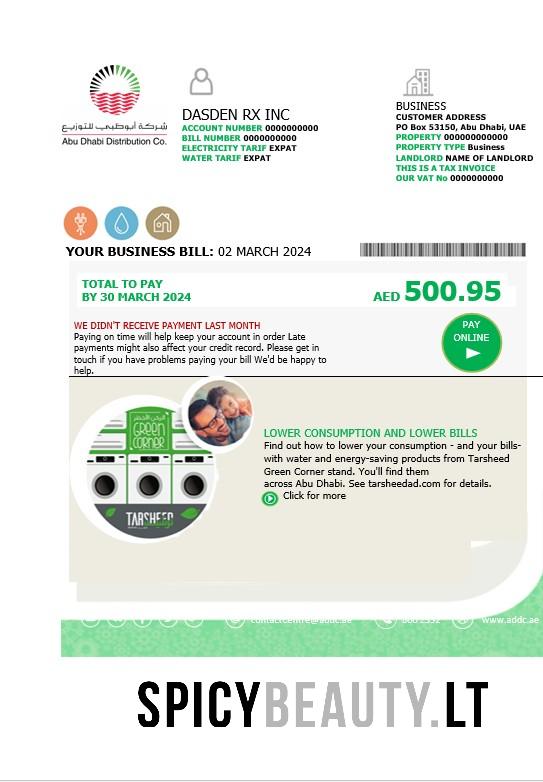 شركة أبوظبي للتوزيع
Abu Dhabi Distribution Co.
DASDEN RX INC
ACCOUNT NUMBER 0000000000
BILL NUMBER 0000000000
ELECTRICITY TARIF EXPAT
WATER TARIF EXPAT
BUSINESS
CUSTOMER ADDRESS
PO Box 53150, Abu Dhabi, UAE
PROPERTY 000000000000
PROPERTY TYPE Business
LANDLORD NAME OF LANDLORD
THIS IS A TAX INVOICE
OUR VAT No 0000000000
YOUR BUSINESS BILL: 02 MARCH 2024
TOTAL TO PAY
BY 30 MARCH 2024
AED 500.95
WE DIDN'T RECEIVE PAYMENT LAST MONTH
Paying on time will help keep your account in order Late
payments might also affect your credit record. Please get in
touch if you have problems paying your bill We'd be happy to
help.
PAY
ONLINE
GREEN
CORNER
TARSHEED
LOWER CONSUMPTION AND LOWER BILLS
Find out how to lower your consumption - and your bills-
with water and energy-saving products from Tarsheed
Green Corner stand. You'll find them
across Abu Dhabi. See tarsheedad.com for details.
Click for more
contactcentre@addc.ae 800 2332 www.addc.ae
SPICYBEAUTY.LT